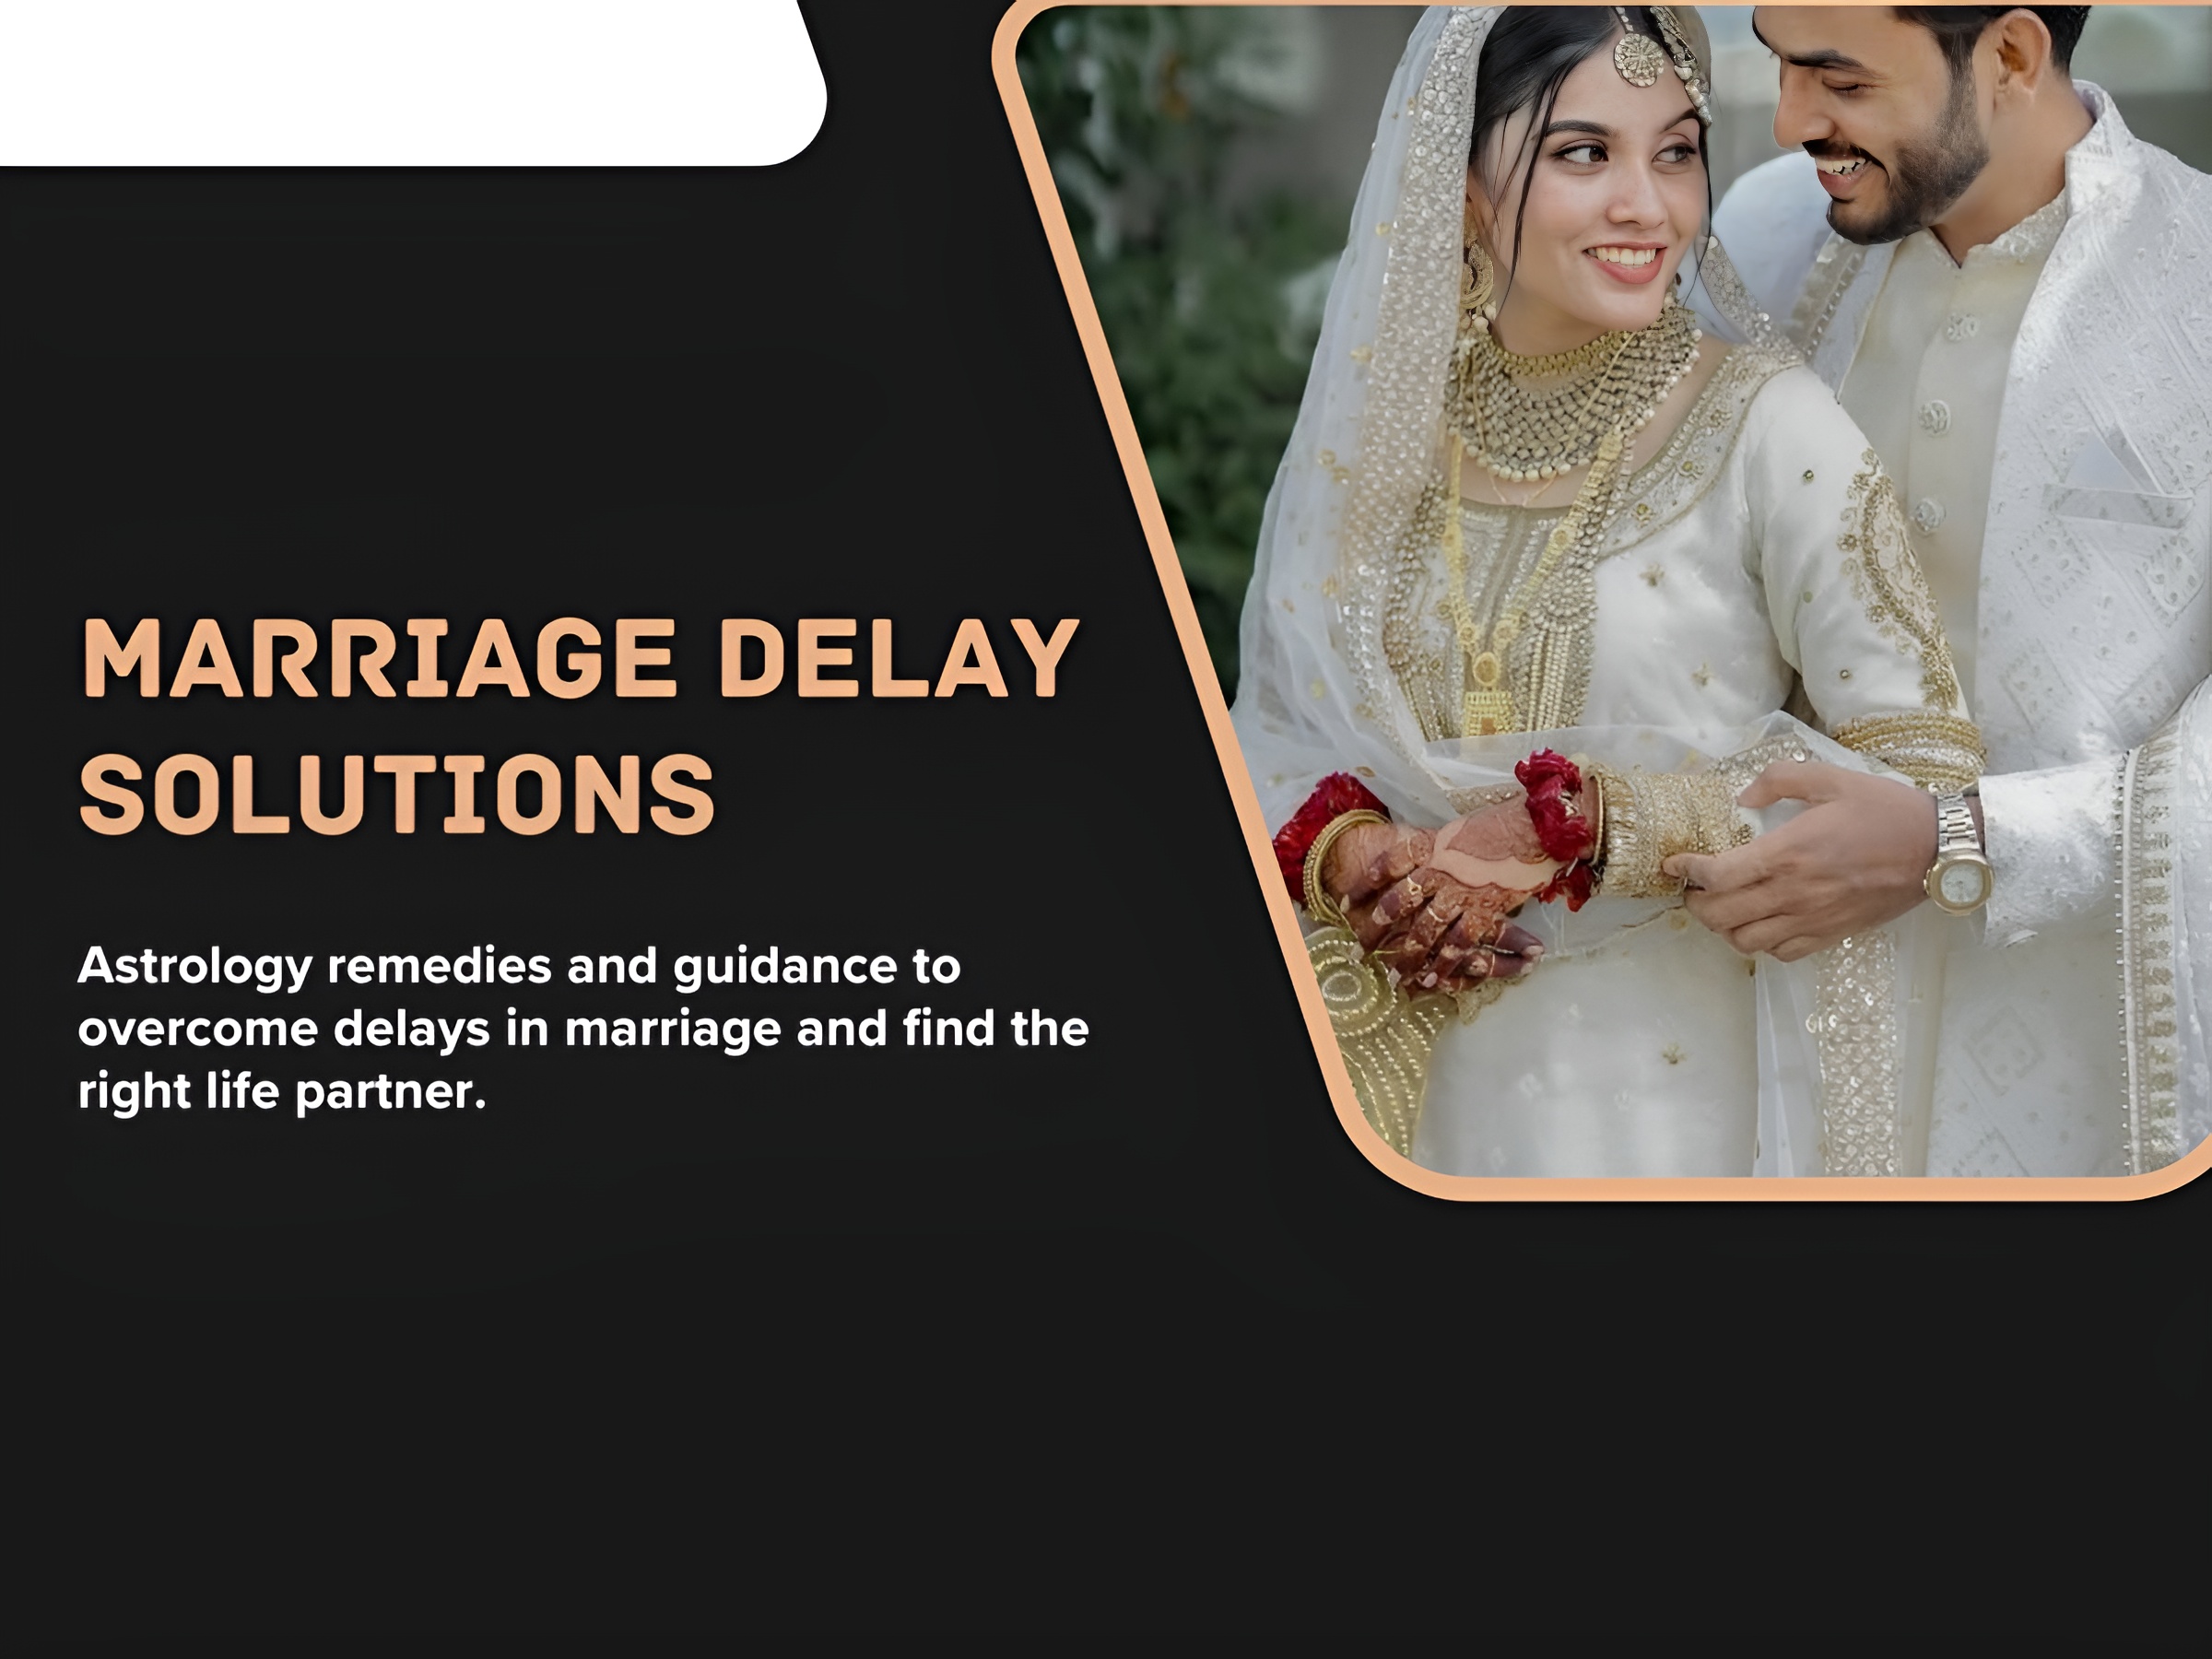 MARRIAGE DELAY
SOLUTIONS
Astrology remedies and guidance to
overcome delays in marriage and find the
right life partner.